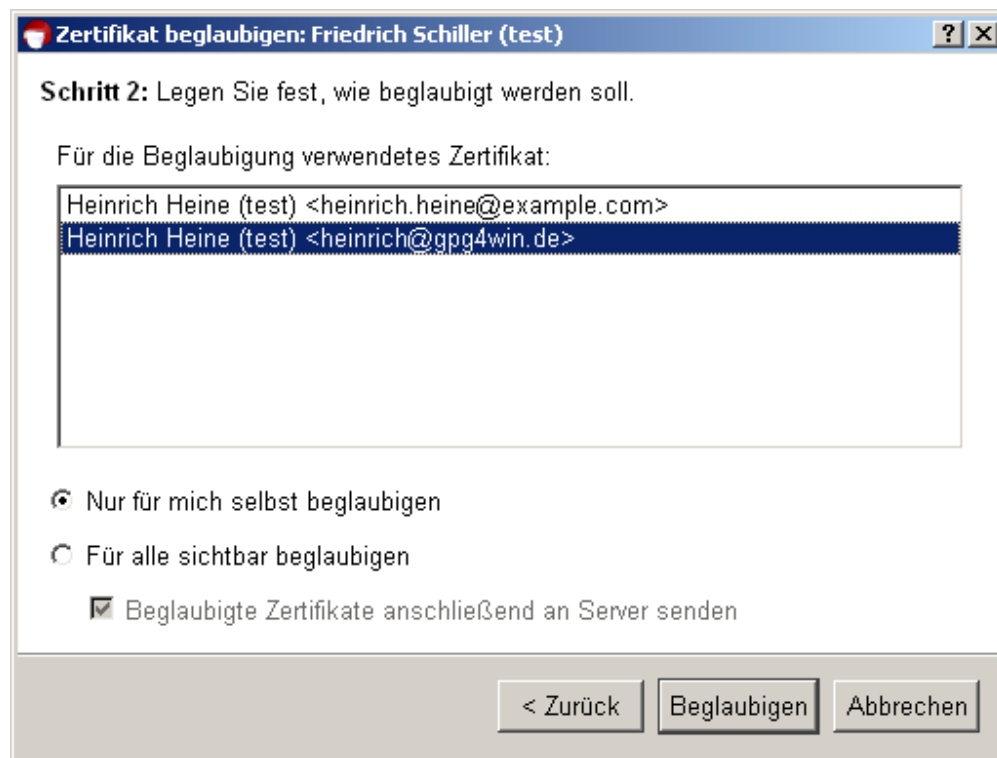 Zertifikat beglaubigen: Friedrich Schiller (test)
Schritt 2: Legen Sie fest, wie beglaubigt werden soll.
Für die Beglaubigung verwendetes Zertifikat:
Heinrich Heine (test) <heinrich.heine@example.com>
Heinrich Heine (test) <heinrich@gpg4win.de>
Nur für mich selbst beglaubigen
Für alle sichtbar beglaubigen
Beglaubigte Zertifikate anschließend an Server senden
< Zurück Beglaubigen Abbrechen